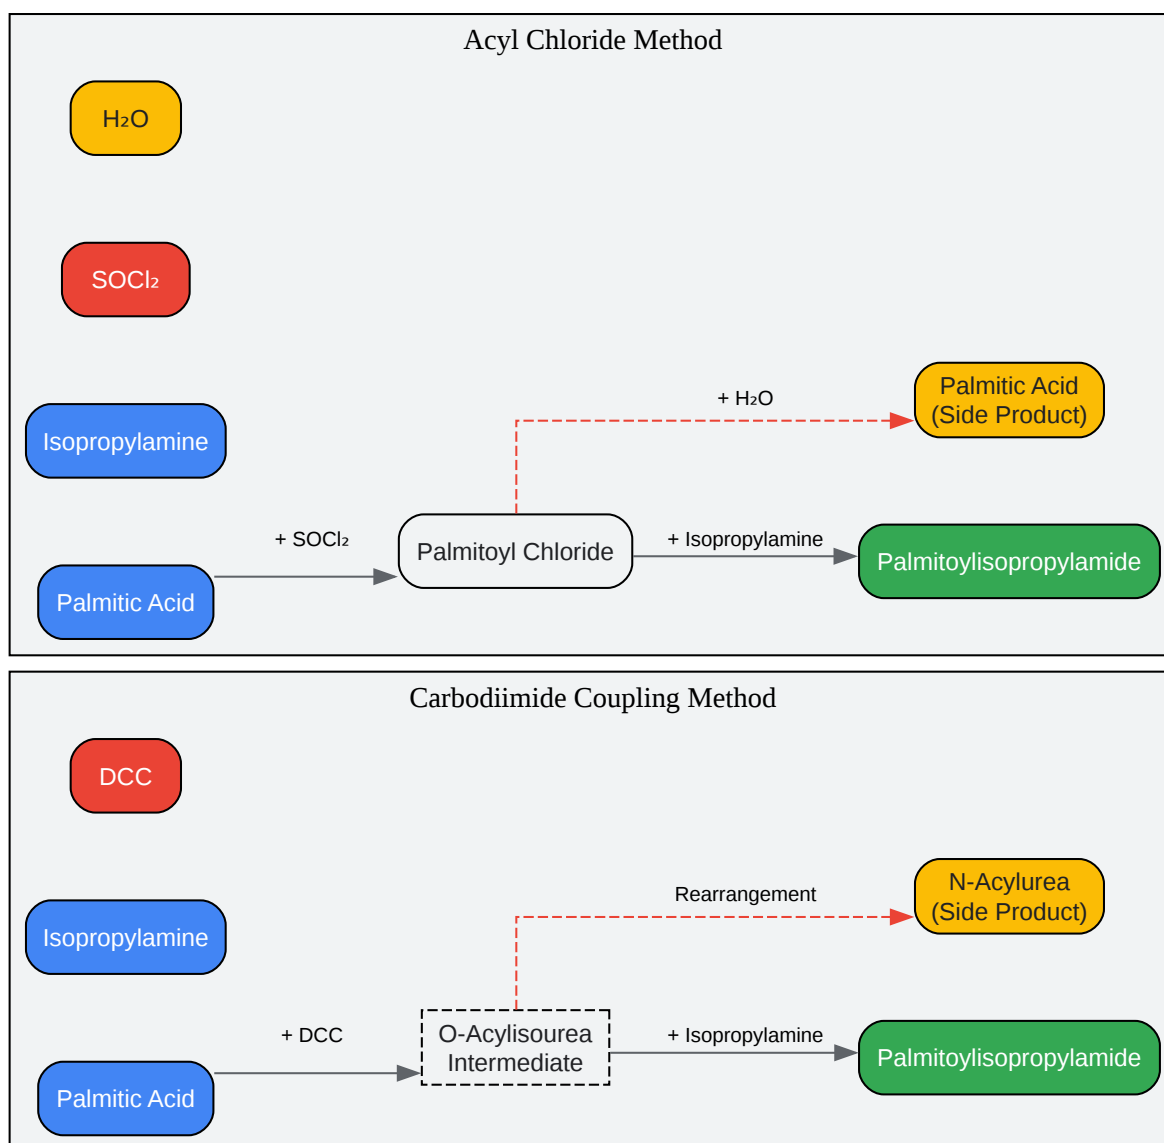 Acyl Chloride Method
H₂O
SOCl₂
Palmitic Acid
(Side Product)
+ H₂O
Isopropylamine
+ SOCl₂
Palmitoyl Chloride
+ Isopropylamine
Palmitoylisopropylamide
Palmitic Acid
Carbodiimide Coupling Method
DCC
N-Acylurea
(Side Product)
Rearrangement
Isopropylamine
+ DCC
O-Acylisourea
Intermediate
+ Isopropylamine
Palmitoylisopropylamide
Palmitic Acid